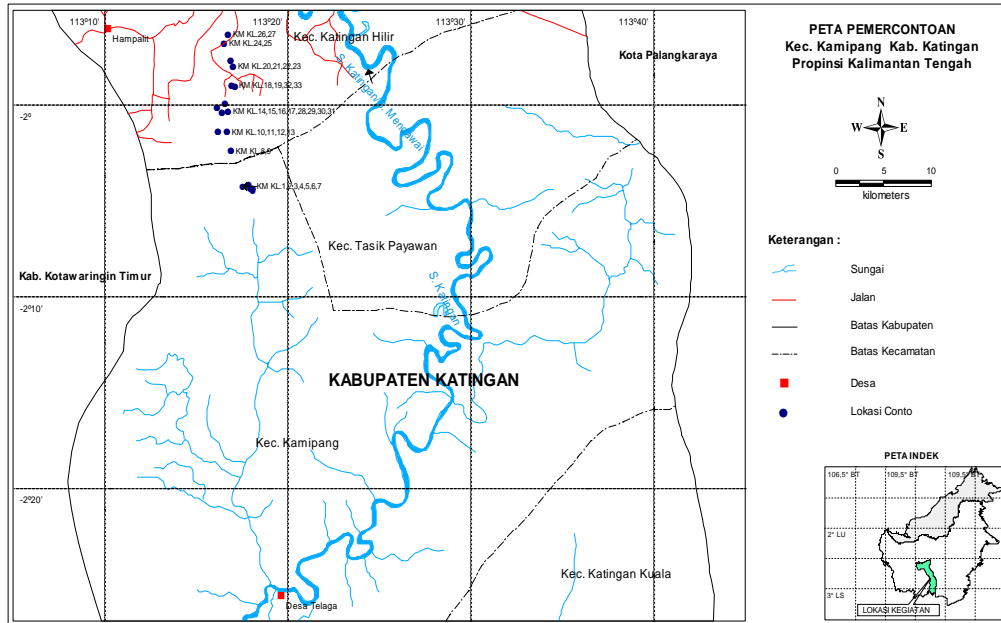 113°10'
113°20'
113°30'
113°40'
Hampalit
KM KL.26,27
KM KL.24,25
Kec. Katingan Hilir
Kota Palangkaraya
KM KL.20,21,22,23
KM KL.18,19,32,33
S. Katingan/S. Mendawai
-2°
KM KL.14,15,16,17,28,29,30,31
KM KL.10,11,12,13
KM KL.8,9
KM KL.1,2,3,4,5,6,7
Kec. Tasik Payawan
Kab. Kotawaringin Timur
S. Katingan
-2°10'
KABUPATEN KATINGAN
Kec. Kamipang
-2°20'
Kec. Katingan Kuala
Desa Telaga
PETA PEMERCONTOAN
Kec. Kamipang Kab. Katingan
Propinsi Kalimantan Tengah
N
W E
S
0 5 10
kilometers
Keterangan :
Sungai
Jalan
Batas Kabupaten
Batas Kecamatan
Desa
Lokasi Conto
PETA INDEK
106,5° BT 109,5° BT 109,5° BT
2° LU
3° LS
LOKASI KEGIATAN